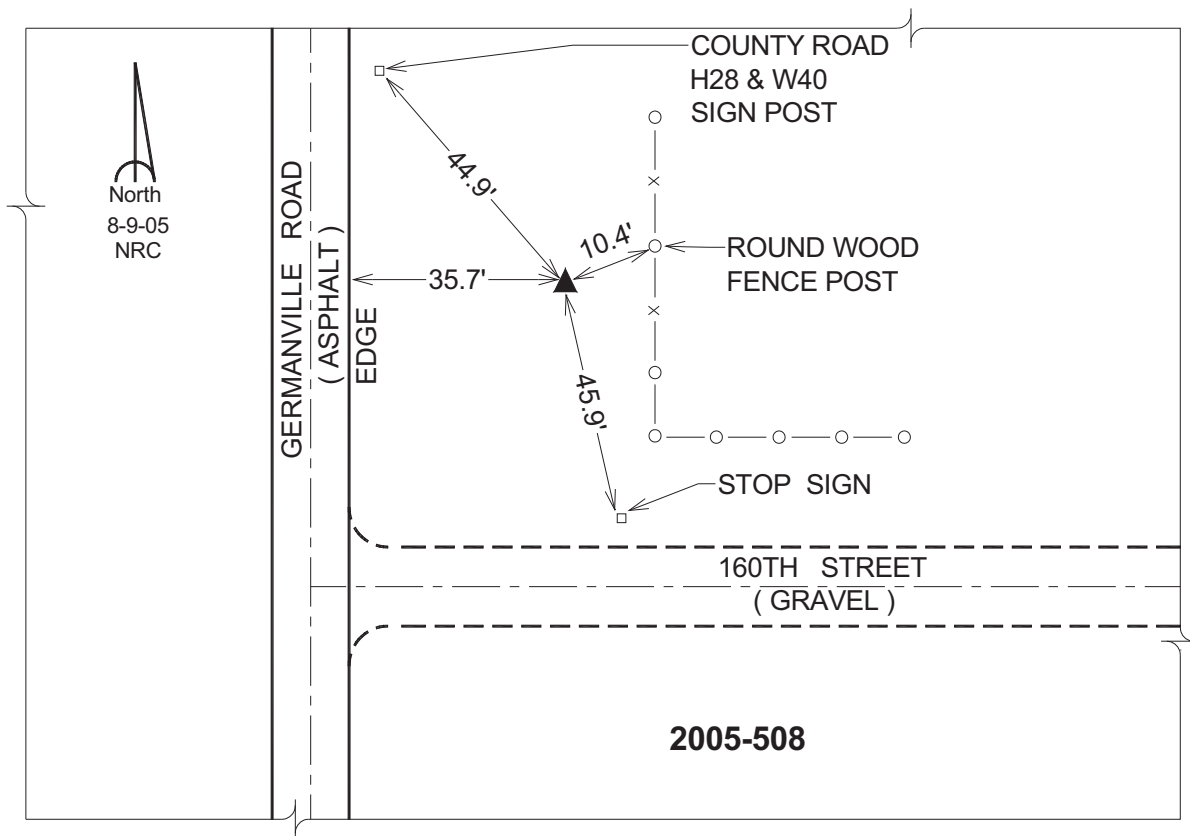 COUNTY ROAD
H28 & W40
SIGN POST
North
8-9-05
NRC
GERMANVILLE ROAD
( ASPHALT )
EDGE
44.9'
10.4'
35.7'
ROUND WOOD
FENCE POST
45.9'
STOP SIGN
160TH STREET
( GRAVEL )
2005-508